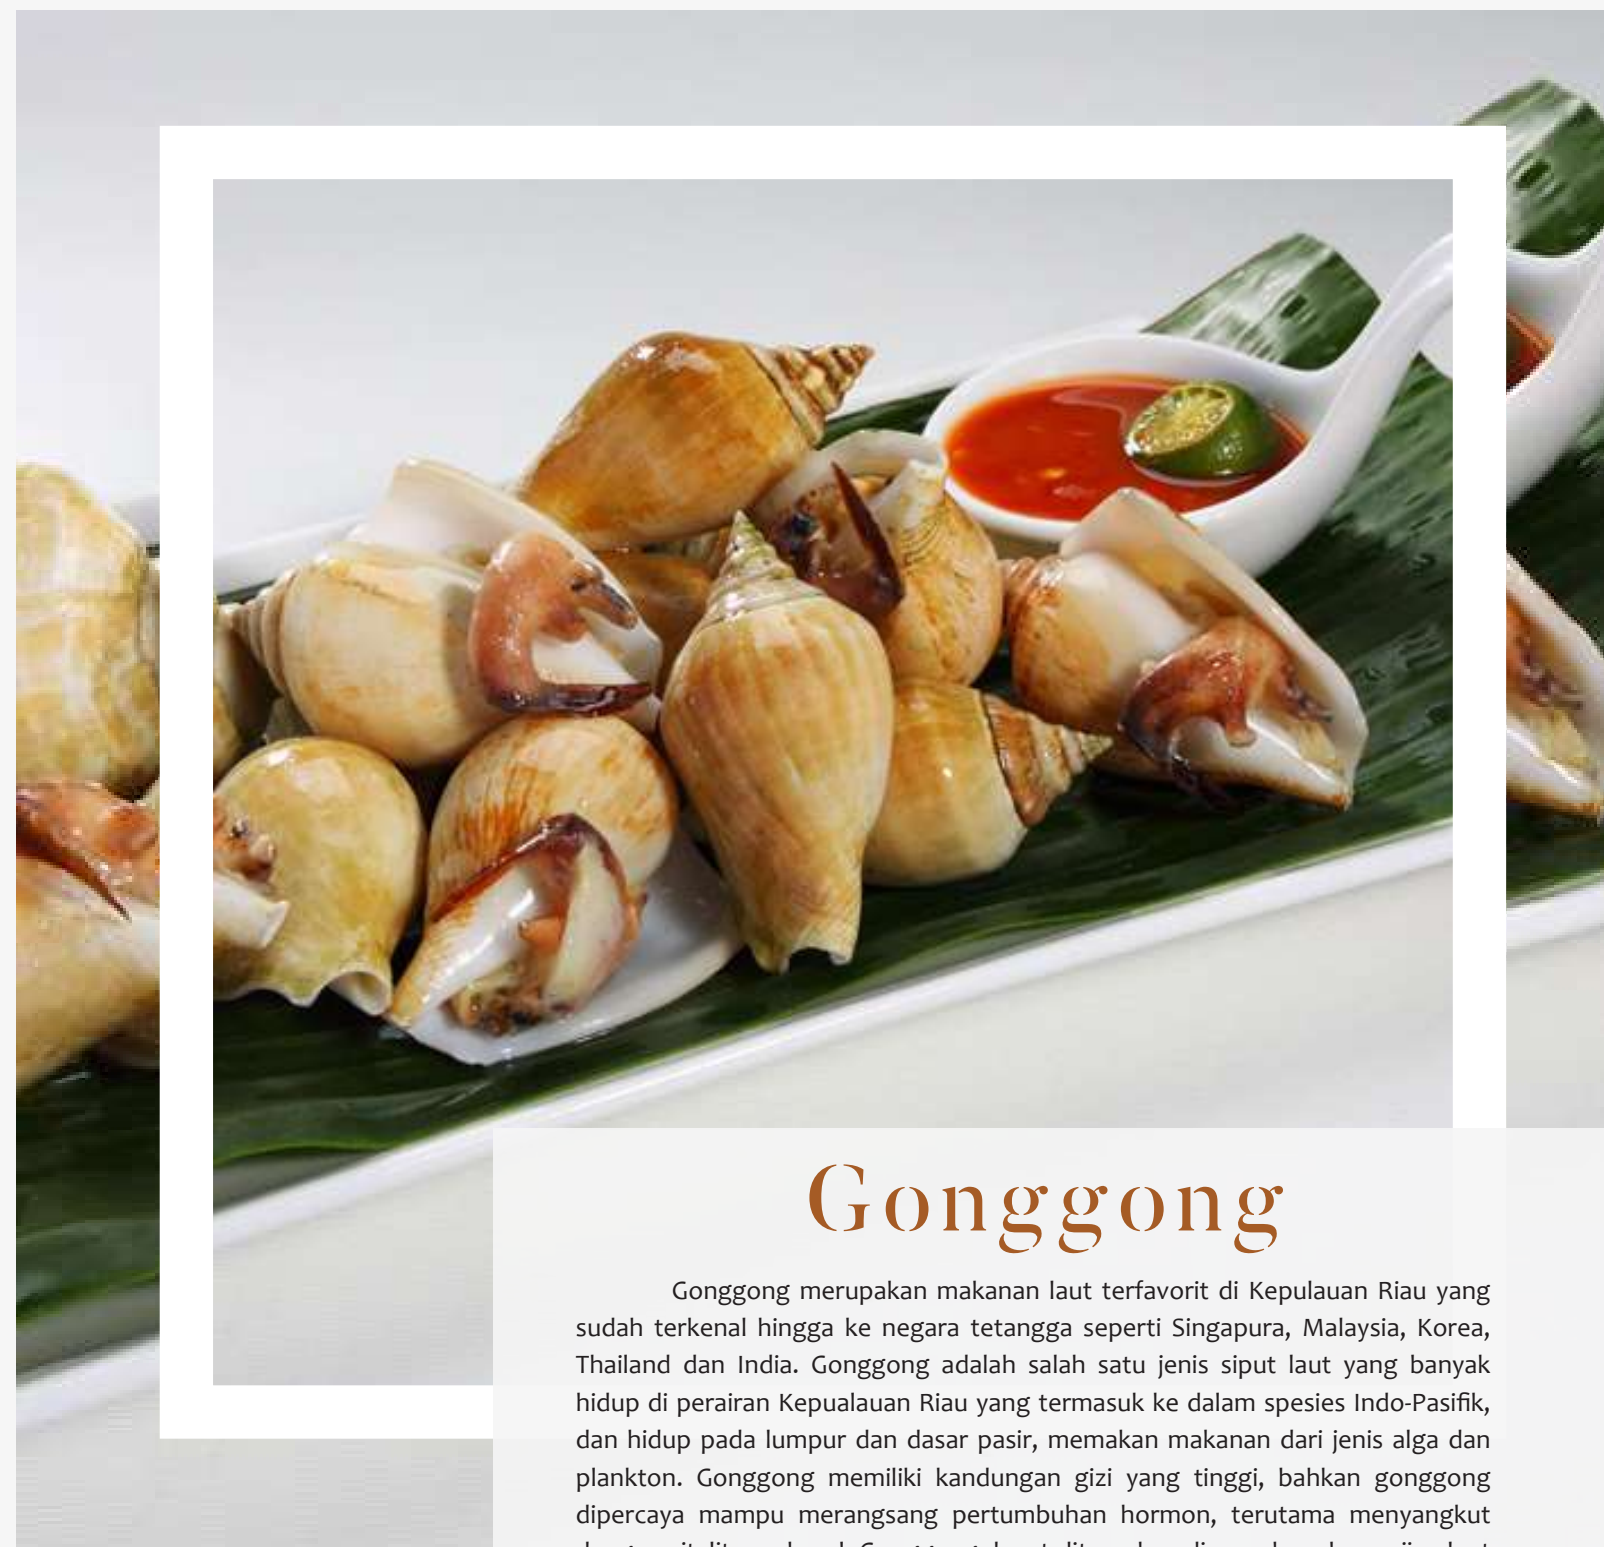 Gonggong
Gonggong merupakan makanan laut terfavorit di Kepulauan Riau yang
sudah terkenal hingga ke negara tetangga seperti Singapura, Malaysia, Korea,
Thailand dan India. Gonggong adalah salah satu jenis siput laut yang banyak
hidup di perairan Kepualauan Riau yang termasuk ke dalam spesies Indo-Pasifik,
dan hidup pada lumpur dan dasar pasir, memakan makanan dari jenis alga dan
plankton. Gonggong memiliki kandungan gizi yang tinggi, bahkan gonggong
dipercaya mampu merangsang pertumbuhan hormon, terutama menyangkut